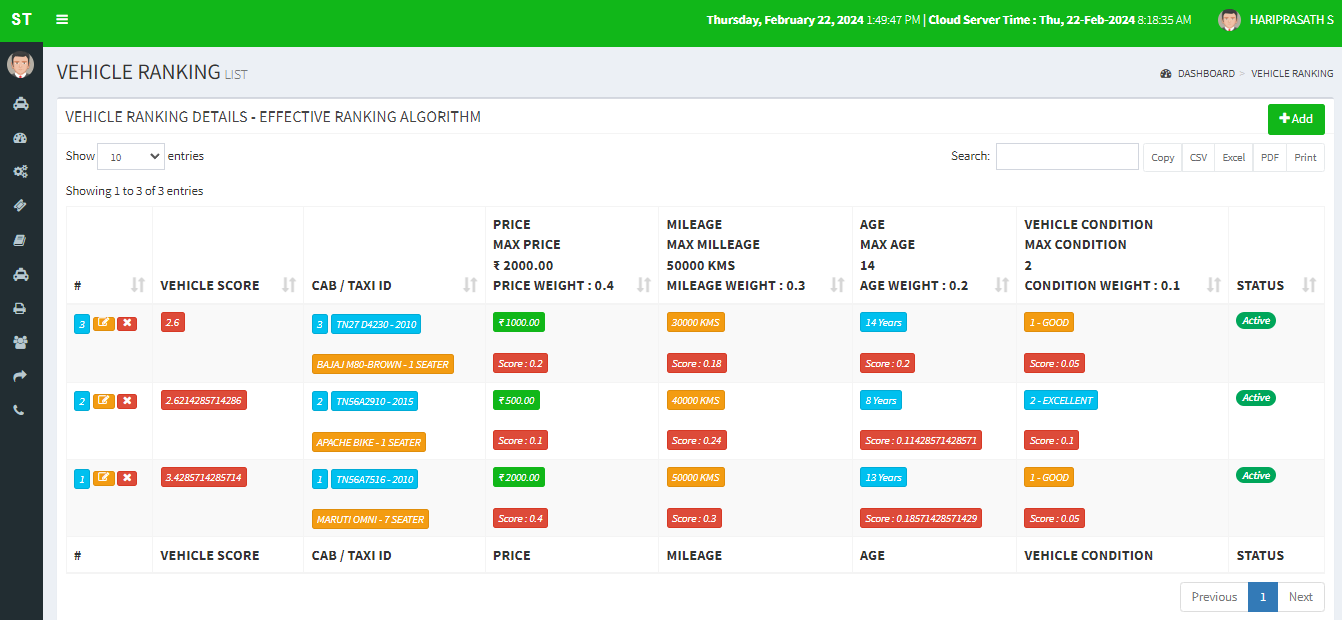 ST
Thursday, February 22, 2024 1:49:47 PM | Cloud Server Time : Thu, 22-Feb-2024 8:18:35 AM
HARIPRASATH S
VEHICLE RANKING LIST
DASHBOARD > VEHICLE RANKING
VEHICLE RANKING DETAILS - EFFECTIVE RANKING ALGORITHM
Add
Show 10 entries
Search:
Copy CSV Excel PDF Print
Showing 1 to 3 of 3 entries
PRICE MILEAGE AGE VEHICLE CONDITION
MAX PRICE MAX MILLEAGE MAX AGE MAX CONDITION
₹ 2000.00 50000 KMS 14 2
# VEHICLE SCORE CAB / TAXI ID PRICE WEIGHT : 0.4 MILEAGE WEIGHT : 0.3 AGE WEIGHT : 0.2 CONDITION WEIGHT : 0.1 STATUS
3 2.6 3 TN27 D4230 - 2010 ₹ 1000.00 30000 KMS 14 Years 1 - GOOD Active
BAJAJ M80-BROWN - 1 SEATER Score : 0.2 Score : 0.18 Score : 0.2 Score : 0.05
2 2.6214285714286 2 TN56A2910 - 2015 ₹ 500.00 40000 KMS 8 Years 2 - EXCELLENT Active
APACHE BIKE - 1 SEATER Score : 0.1 Score : 0.24 Score : 0.11428571428571 Score : 0.1
1 3.4285714285714 1 TN56A7516 - 2010 ₹ 2000.00 50000 KMS 13 Years 1 - GOOD Active
MARUTI OMNI - 7 SEATER Score : 0.4 Score : 0.3 Score : 0.18571428571429 Score : 0.05
# VEHICLE SCORE CAB / TAXI ID PRICE MILEAGE AGE VEHICLE CONDITION STATUS
Previous 1 Next